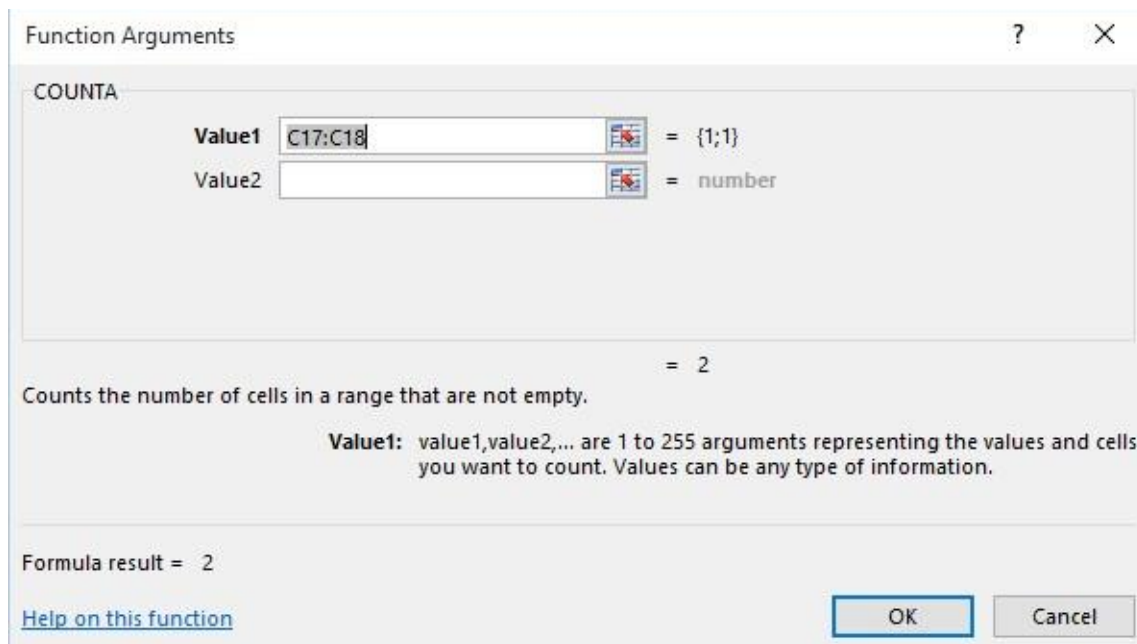 Function Arguments ? X
COUNTA
Value1 C17:C18 = {1;1}
Value2 = number
= 2
Counts the number of cells in a range that are not empty.
Value1: value1,value2,... are 1 to 255 arguments representing the values and cells
you want to count. Values can be any type of information.
Formula result = 2
Help on this function OK Cancel